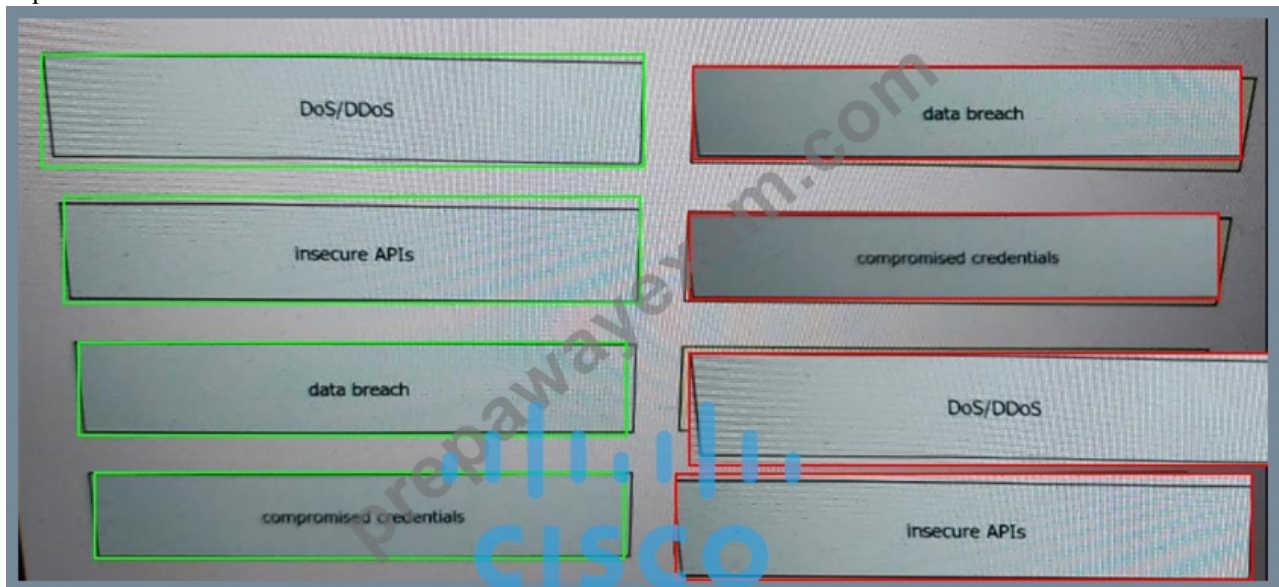 DoS/DDoS
insecure APIs
data breach
compromised credentials
data breach
compromised credentials
DoS/DDoS
insecure APIs
prepawayexam.com
CISCO